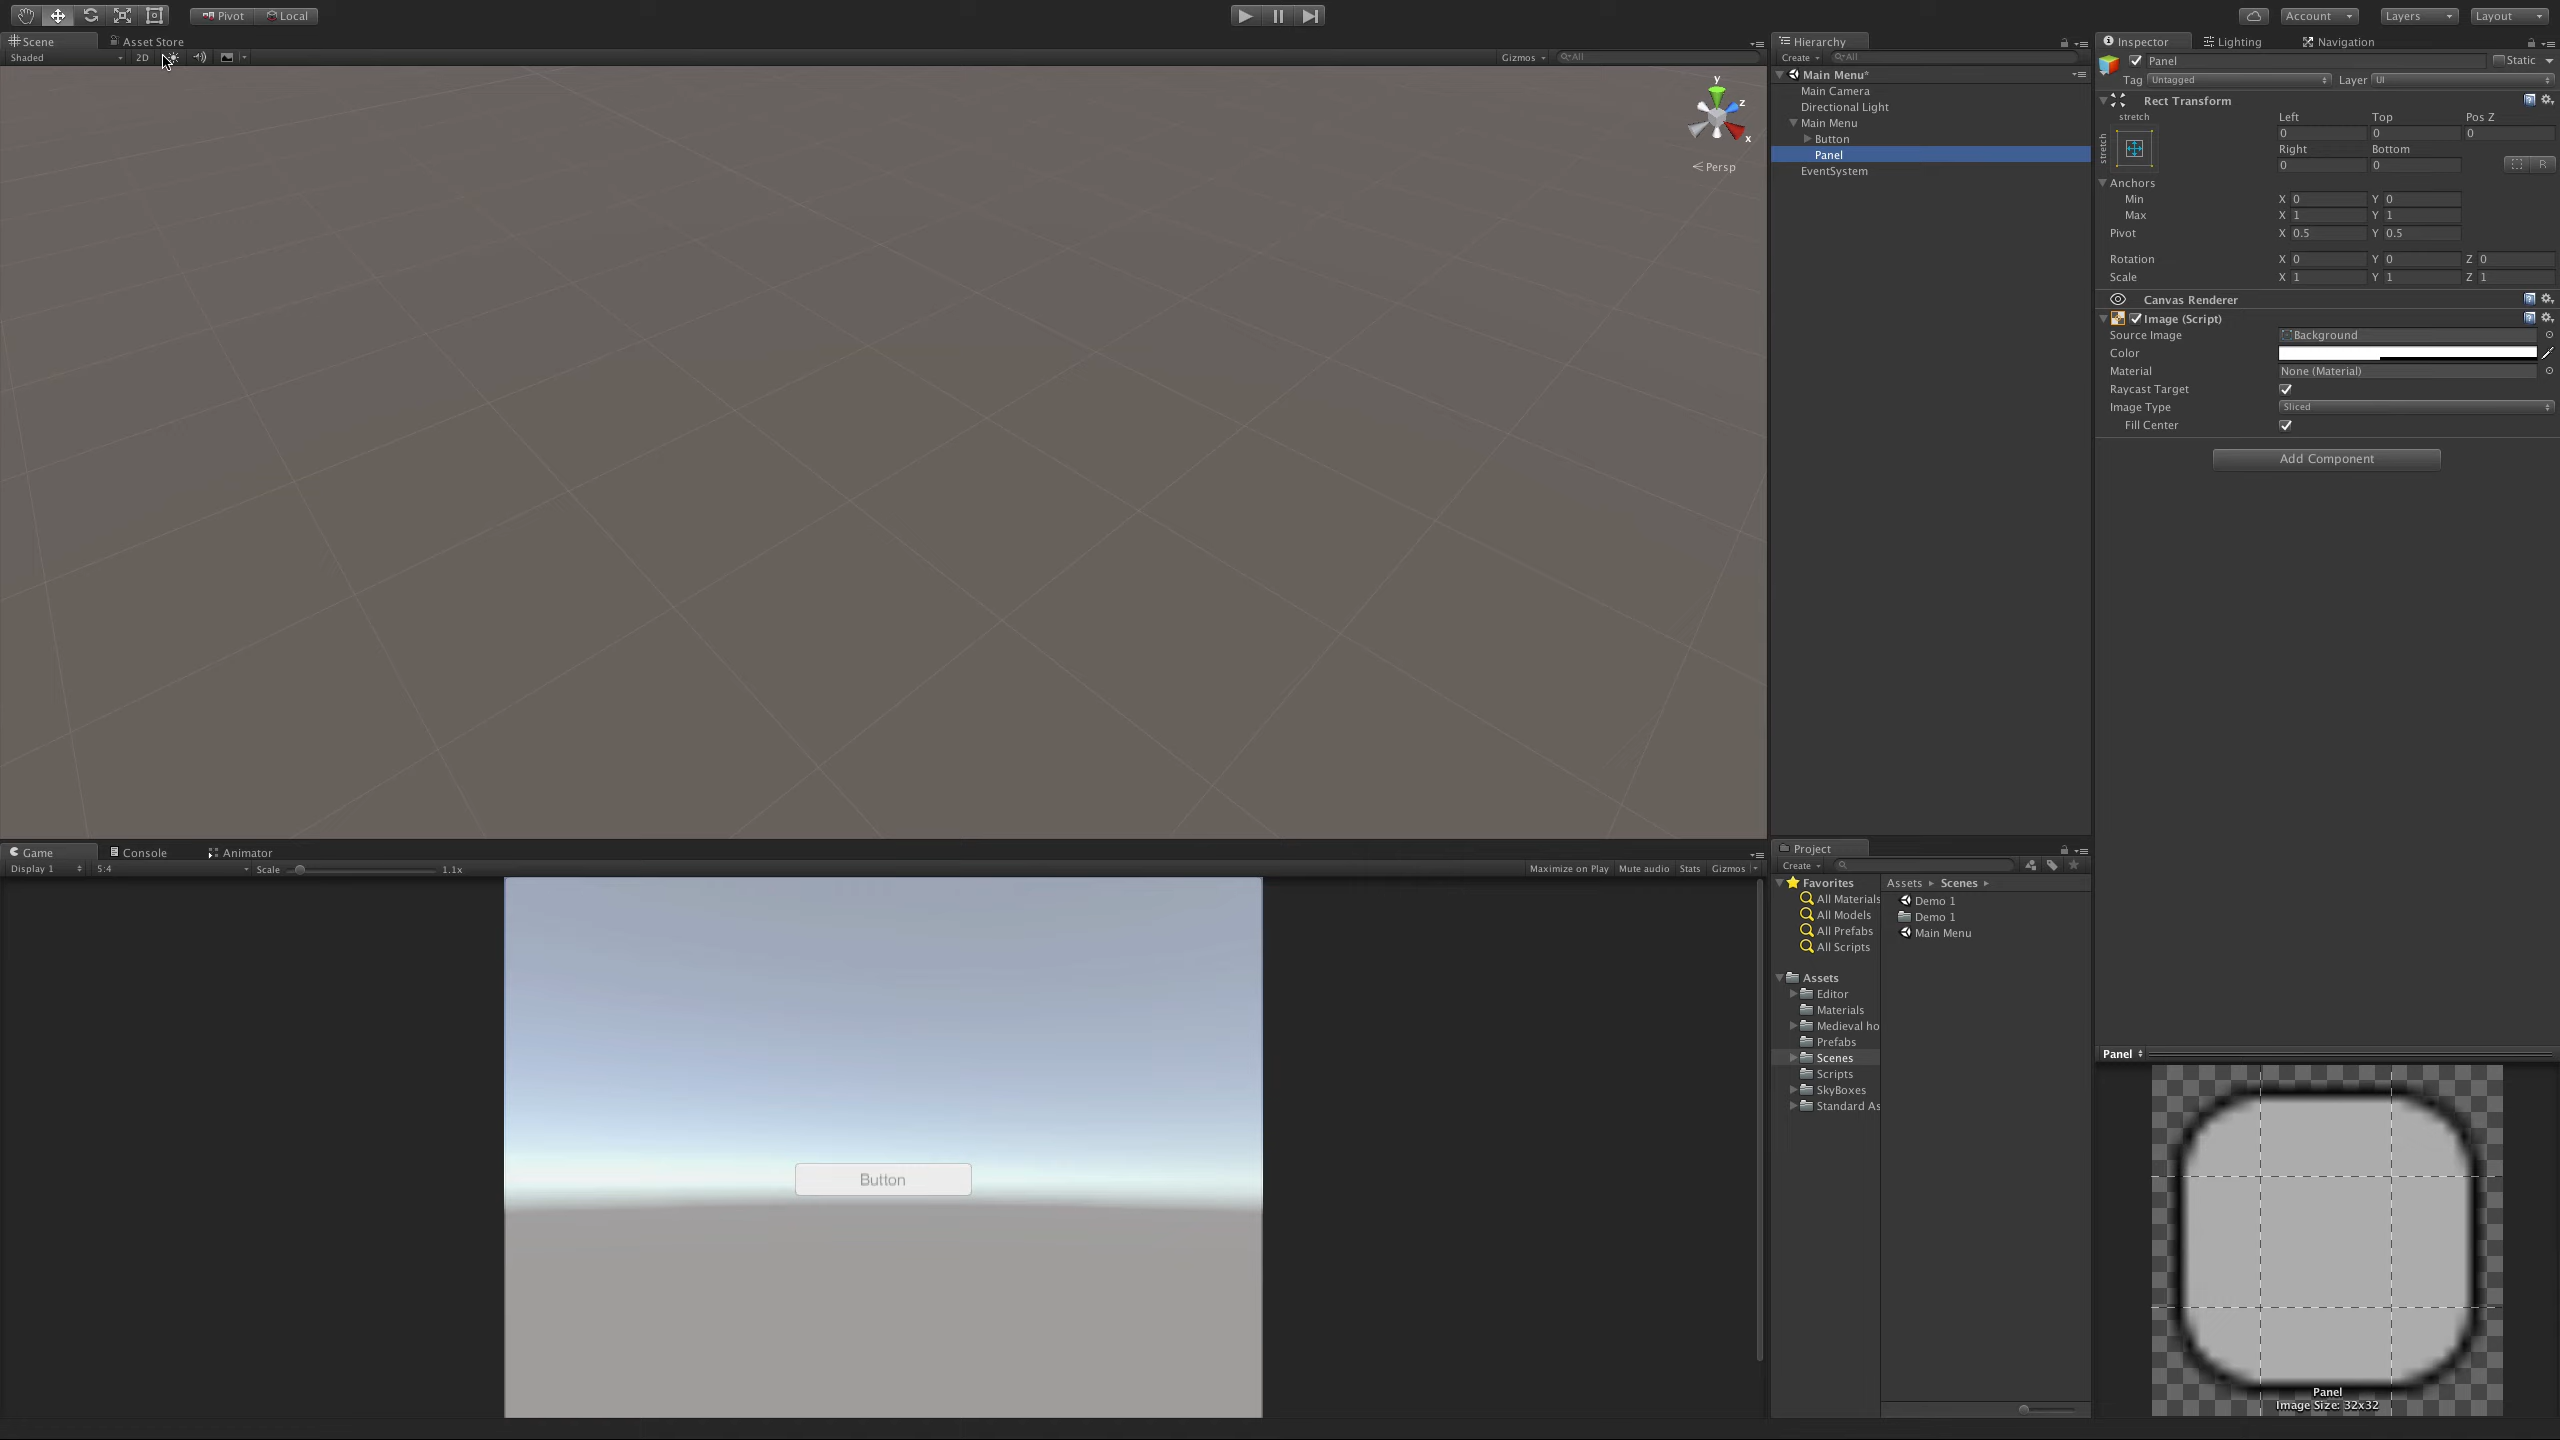 Pivot Local
Account Layers Layout
Scene Asset Store
Shaded 2D Gizmos All
y
z
x
Persp
Hierarchy
Create All
Main Menu*
Main Camera
Directional Light
Main Menu
Button
Panel
EventSystem
Inspector Lighting Navigation
Panel Static
Tag Untagged Layer UI
Rect Transform
stretch Left Top Pos Z
stretch 0 0 0
Right Bottom
0 0 R
Anchors
Min X 0 Y 0
Max X 1 Y 1
Pivot X 0.5 Y 0.5
Rotation X 0 Y 0 Z 0
Scale X 1 Y 1 Z 1
Canvas Renderer
Image (Script)
Source Image Background
Color
Material None (Material)
Raycast Target
Image Type Sliced
Fill Center
Add Component
Game Console Animator
Display 1 5:4 Scale 1.1x Maximize on Play Mute audio Stats Gizmos
Button
Project
Create
Favorites
All Materials
All Models
All Prefabs
All Scripts
Assets
Editor
Materials
Medieval ho
Prefabs
Scenes
Scripts
SkyBoxes
Standard As
Assets Scenes
Demo 1
Demo 1
Main Menu
Panel
Panel
Image Size: 32x32